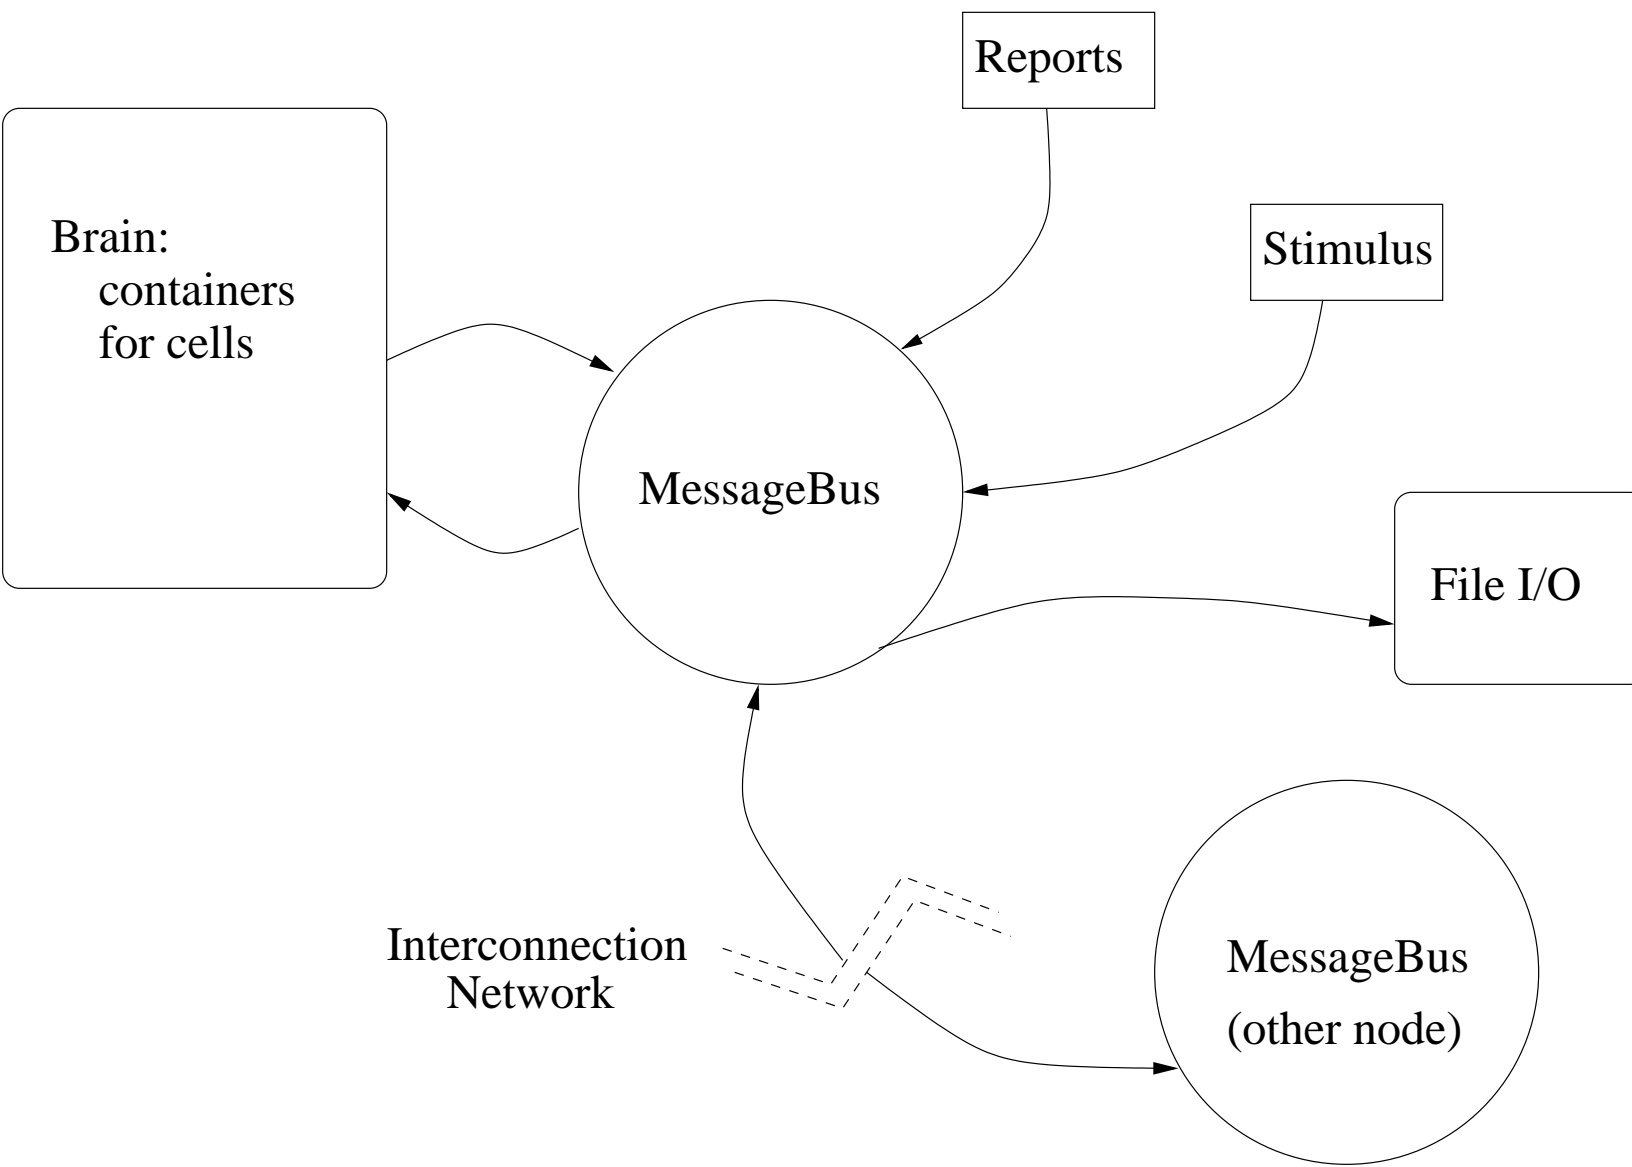 Reports
Brain:
containers
for cells
Stimulus
MessageBus
File I/O
Interconnection
Network
MessageBus
(other node)